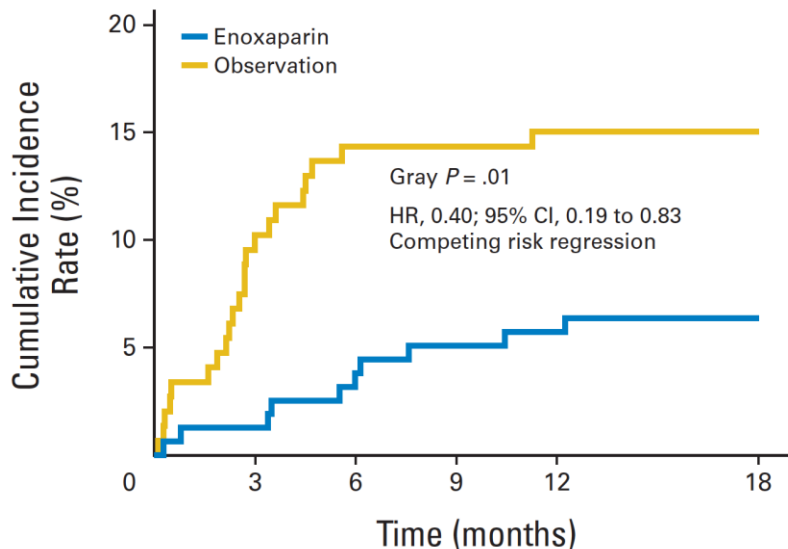 20
15
10
5
0
3
6
9
12
18
Enoxaparin
Observation
Gray P = .01
HR, 0.40; 95% CI, 0.19 to 0.83
Competing risk regression
Cumulative Incidence
Rate (%)
Time (months)